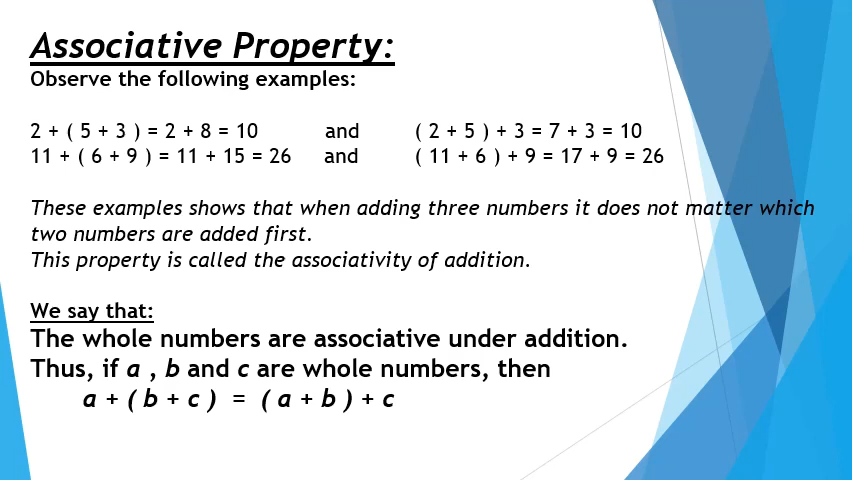 Associative Property:
Observe the following examples:
2 + ( 5 + 3 ) = 2 + 8 = 10 and ( 2 + 5 ) + 3 = 7 + 3 = 10
11 + ( 6 + 9 ) = 11 + 15 = 26 and ( 11 + 6 ) + 9 = 17 + 9 = 26
These examples shows that when adding three numbers it does not matter which
two numbers are added first.
This property is called the associativity of addition.
We say that:
The whole numbers are associative under addition.
Thus, if a , b and c are whole numbers, then
a + ( b + c ) = ( a + b ) + c